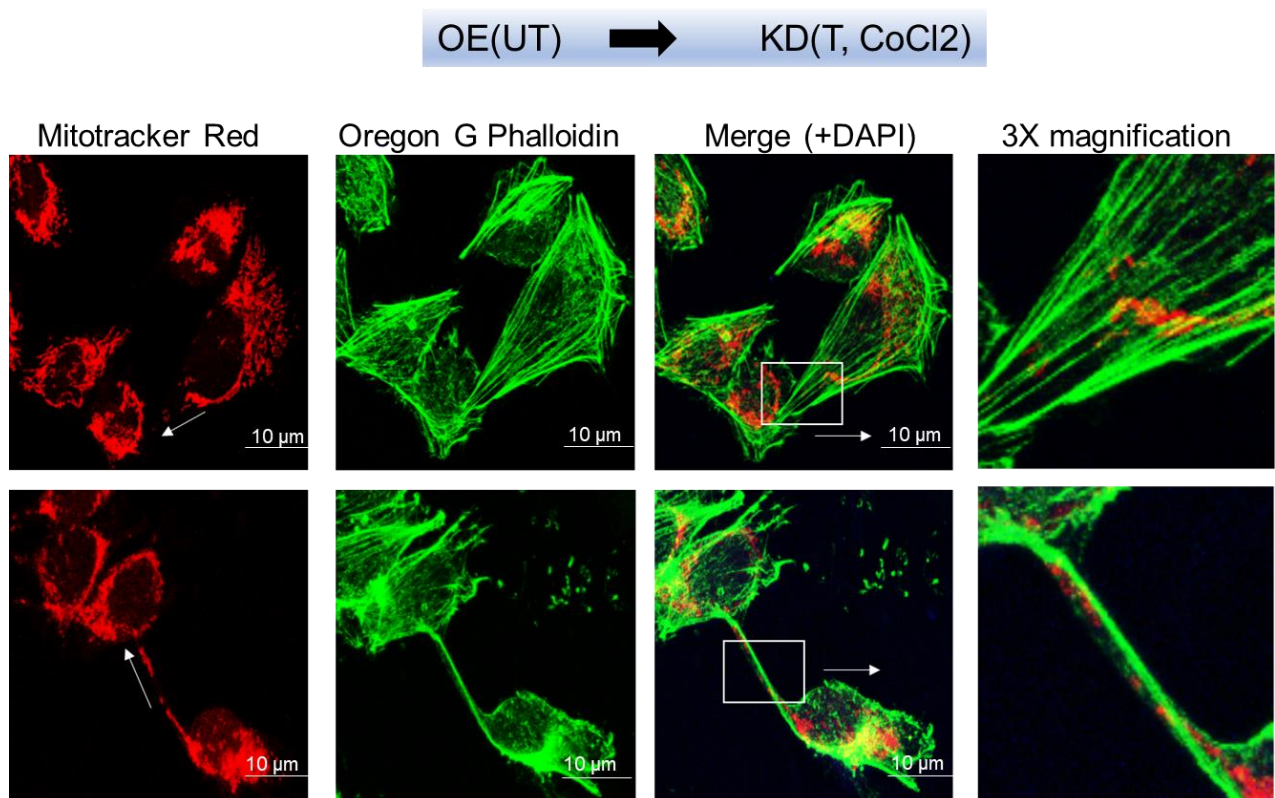 OE(UT) KD(T, CoCl2)
Mitotracker Red Oregon G Phalloidin Merge (+DAPI) 3X magnification
10 µm 10 µm 10 µm
10 µm 10 µm 10 µm